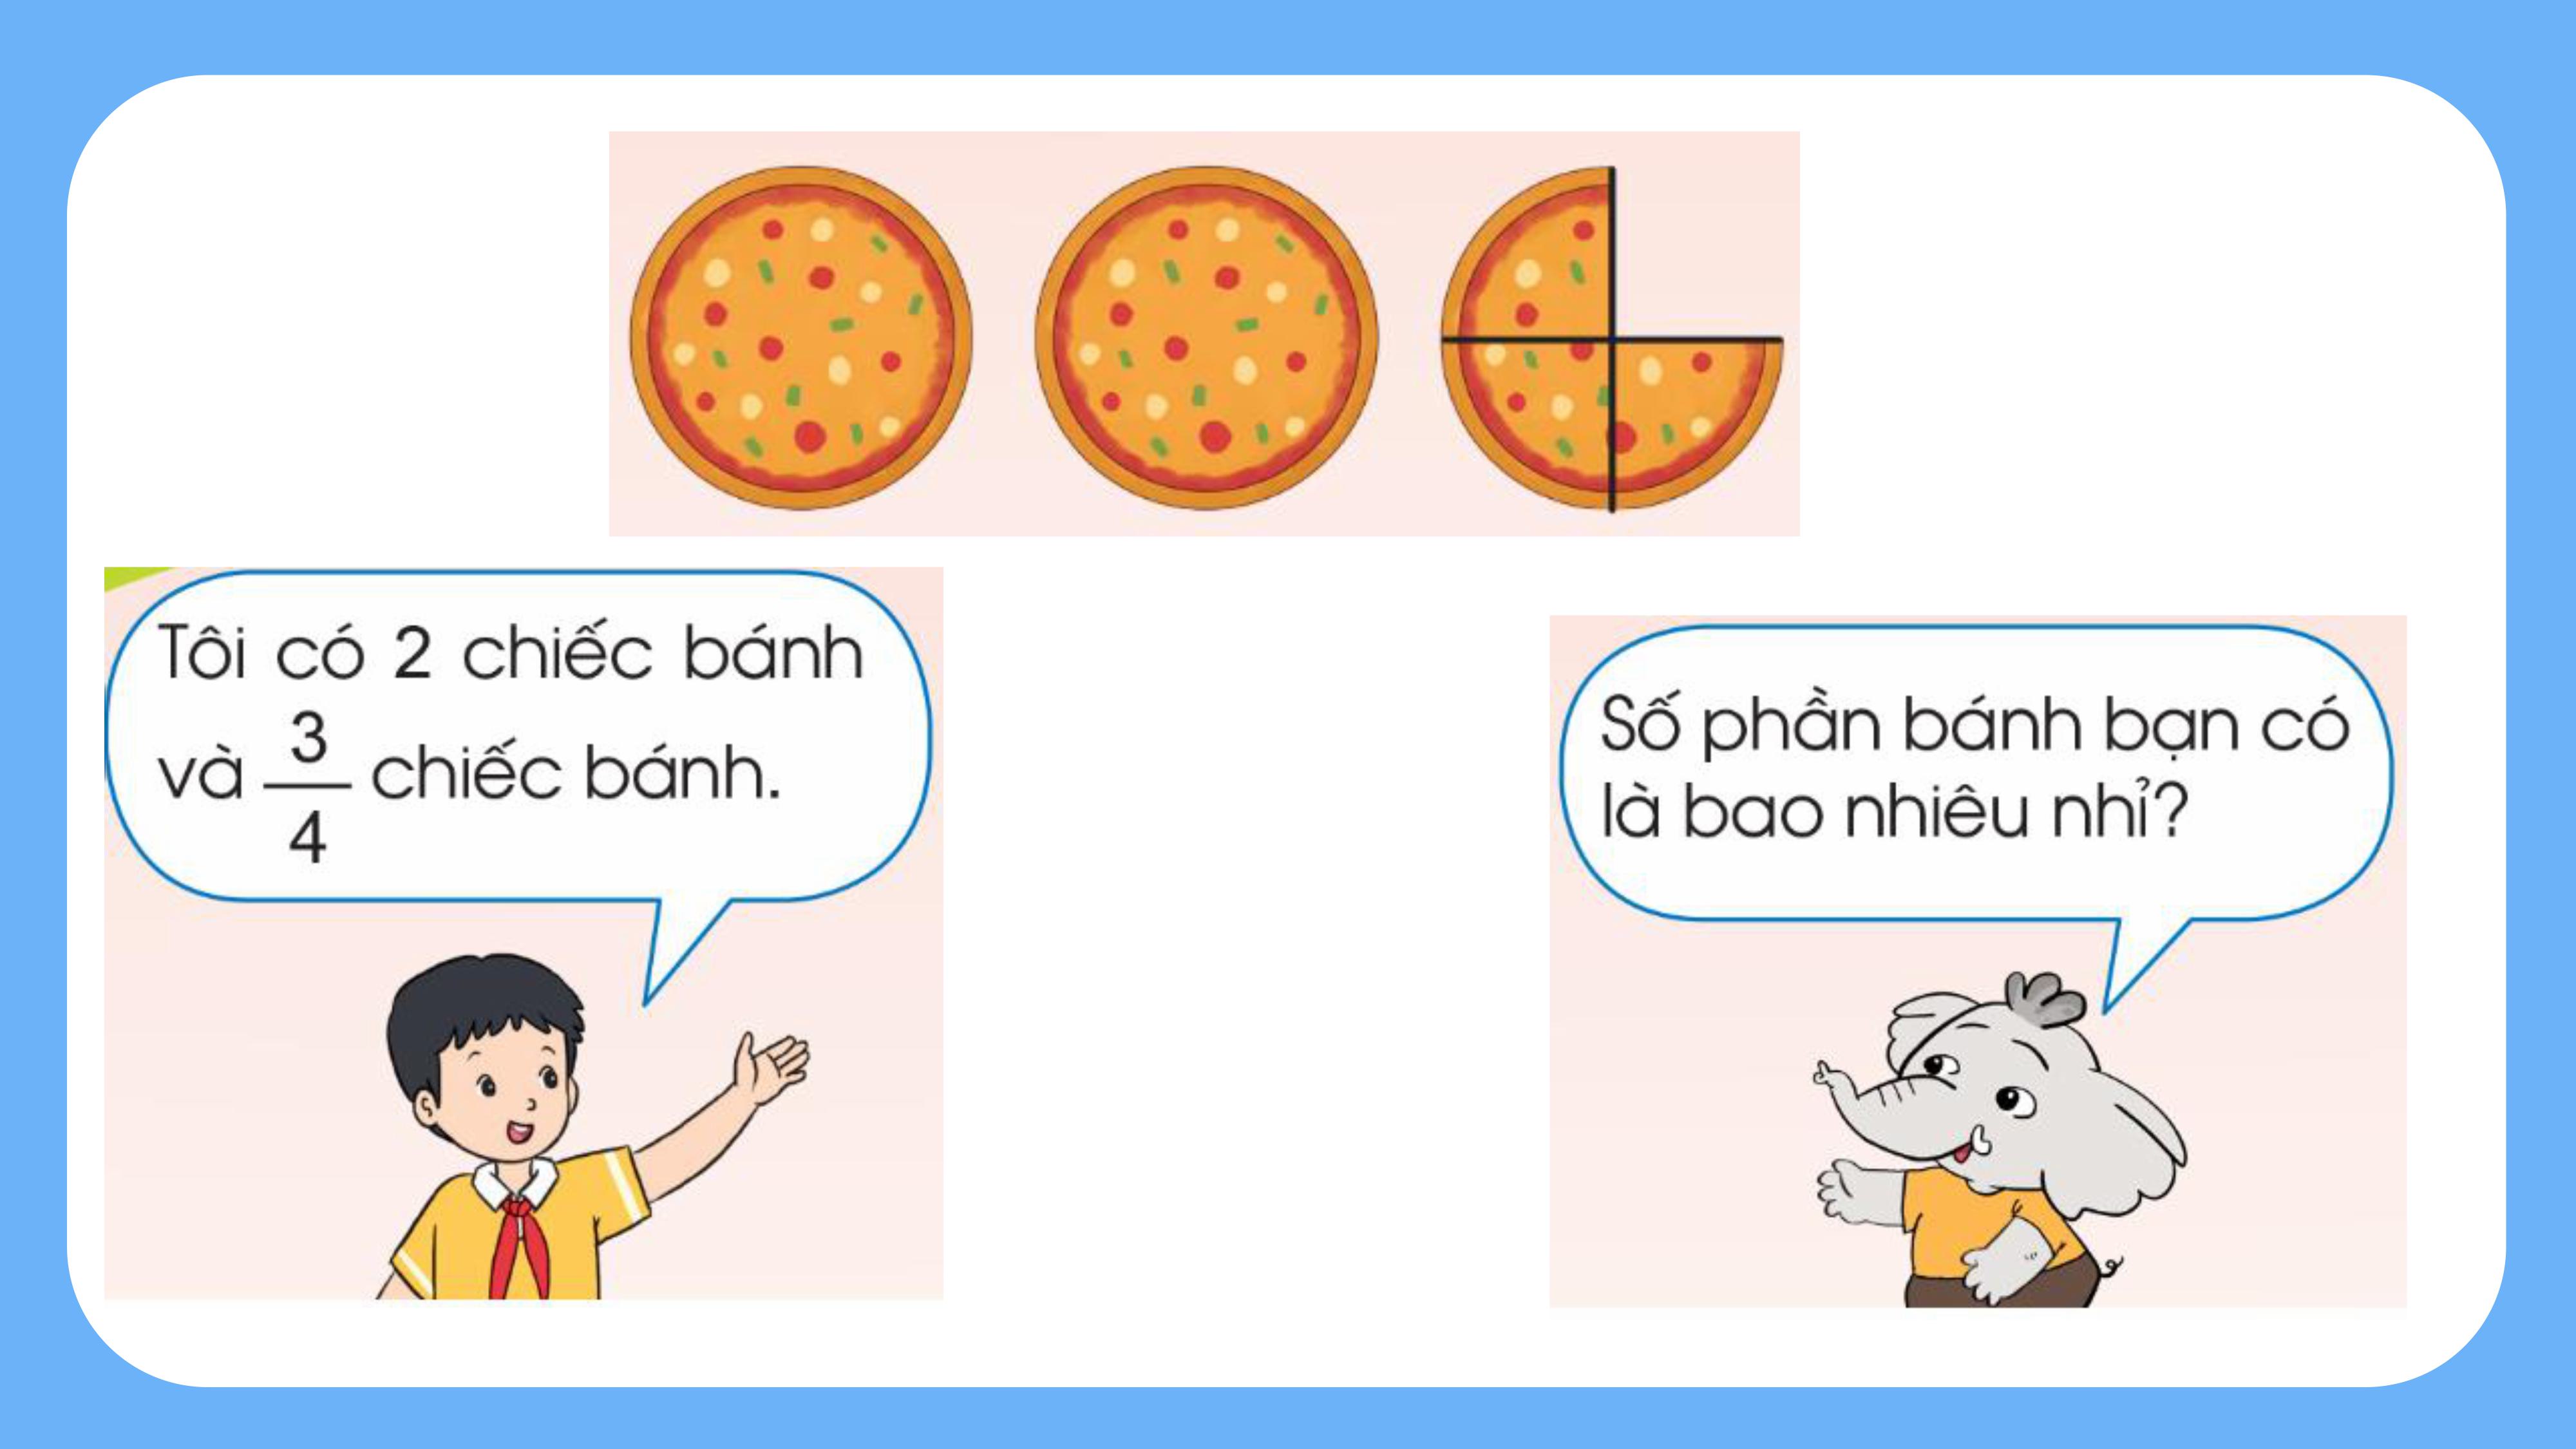 Tôi có 2 chiếc bánh
và 3/4 chiếc bánh.
Số phần bánh bạn có
là bao nhiêu nhỉ?